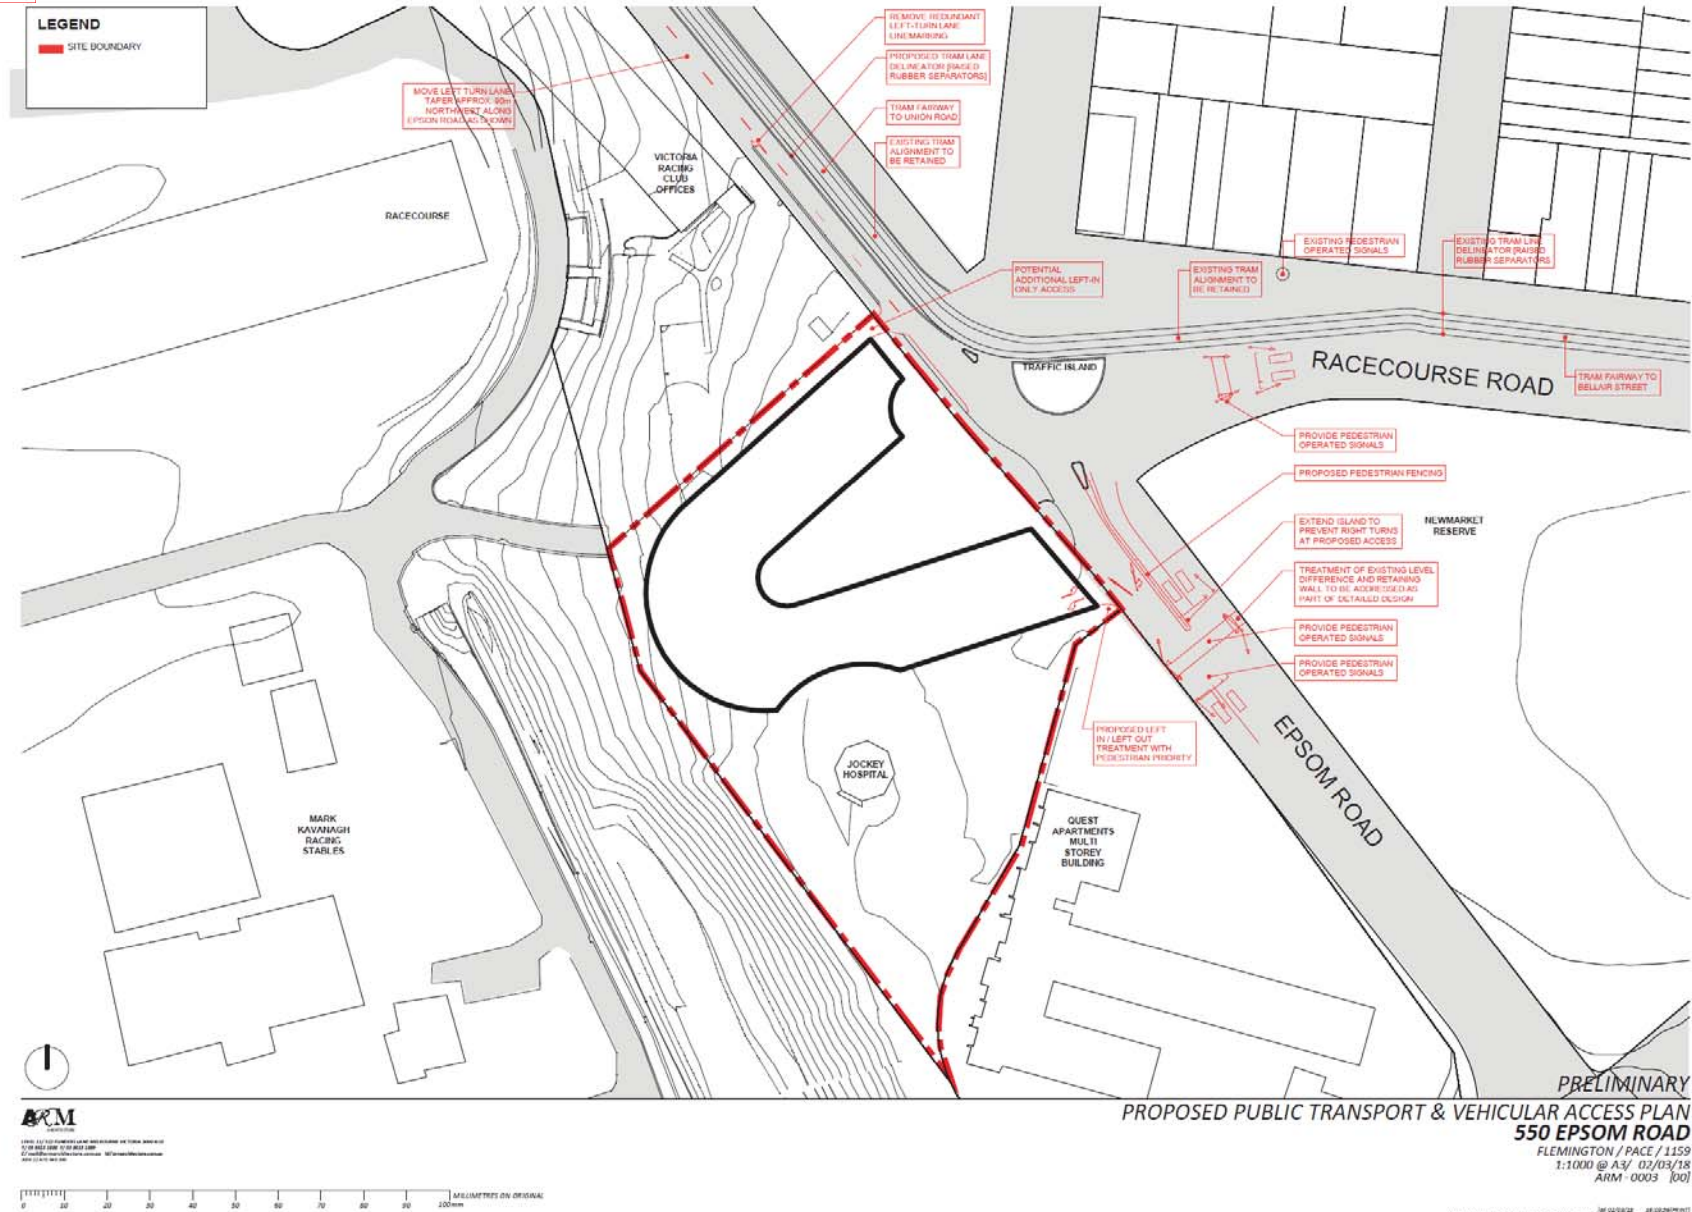 LEGEND
SITE BOUNDARY
REMOVE REDUNDANT
LEFT-TURN LANE
LINEMARKING
PROPOSED TRAM LANE
DELINEATOR [RAISED
RUBBER SEPARATORS]
MOVE LEFT TURN LANE
TAPER APPROX. 90m
NORTHWEST ALONG
EPSON ROAD AS SHOWN
TRAM FAIRWAY
TO UNION ROAD
EXISTING TRAM
ALIGNMENT TO
BE RETAINED
VICTORIA
RACING
CLUB
OFFICES
RACECOURSE
EXISTING PEDESTRIAN
OPERATED SIGNALS
EXISTING TRAM LINE
DELINEATOR [RAISED
RUBBER SEPARATORS
POTENTIAL
ADDITIONAL LEFT-IN
ONLY ACCESS
EXISTING TRAM
ALIGNMENT TO
BE RETAINED
TRAFFIC ISLAND
RACECOURSE ROAD
TRAM FAIRWAY TO
BELLAIR STREET
PROVIDE PEDESTRIAN
OPERATED SIGNALS
PROPOSED PEDESTRIAN FENCING
EXTEND ISLAND TO
PREVENT RIGHT TURNS
AT PROPOSED ACCESS
NEWMARKET
RESERVE
TREATMENT OF EXISTING LEVEL
DIFFERENCE AND RETAINING
WALL TO BE ADDRESSED AS
PART OF DETAILED DESIGN
PROVIDE PEDESTRIAN
OPERATED SIGNALS
PROVIDE PEDESTRIAN
OPERATED SIGNALS
PROPOSED LEFT
IN / LEFT OUT
TREATMENT WITH
PEDESTRIAN PRIORITY
EPSOM ROAD
JOCKEY
HOSPITAL
MARK
KAVANAGH
RACING
STABLES
QUEST
APARTMENTS
MULTI
STOREY
BUILDING
PRELIMINARY
PROPOSED PUBLIC TRANSPORT & VEHICULAR ACCESS PLAN
550 EPSOM ROAD
FLEMINGTON / PACE / 1159
1:1000 @ A3/ 02/03/18
ARM - 0003 [00]
ARM
0 10 20 30 40 50 60 70 80 90 100mm
MILLIMETRES ON ORIGINAL